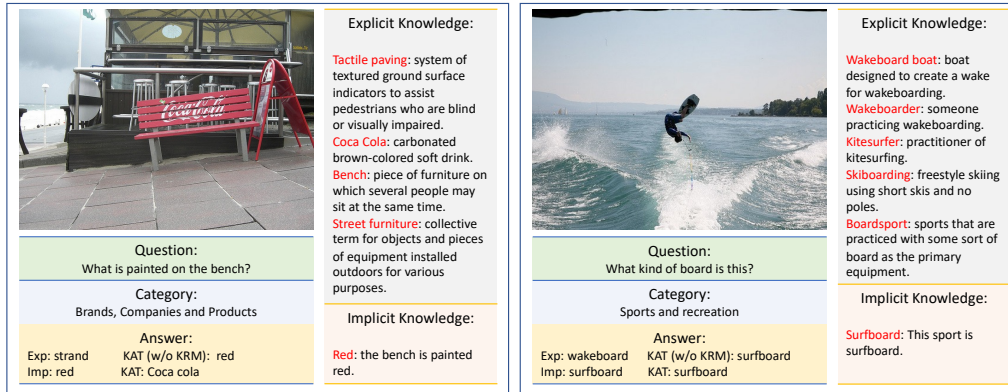 Coca-Cola
Question:
What is painted on the bench?
Category:
Brands, Companies and Products
Answer:
Exp: strand KAT (w/o KRM): red
Imp: red KAT: Coca cola
Explicit Knowledge:
Tactile paving: system of
textured ground surface
indicators to assist
pedestrians who are blind
or visually impaired.
Coca Cola: carbonated
brown-colored soft drink.
Bench: piece of furniture on
which several people may
sit at the same time.
Street furniture: collective
term for objects and pieces
of equipment installed
outdoors for various
purposes.
Implicit Knowledge:
Red: the bench is painted
red.
Question:
What kind of board is this?
Category:
Sports and recreation
Answer:
Exp: wakeboard KAT (w/o KRM): surfboard
Imp: surfboard KAT: surfboard
Explicit Knowledge:
Wakeboard boat: boat
designed to create a wake
for wakeboarding.
Wakeboarder: someone
practicing wakeboarding.
Kitesurfer: practitioner of
kitesurfing.
Skiboarding: freestyle skiing
using short skis and no
poles.
Boardsport: sports that are
practiced with some sort of
board as the primary
equipment.
Implicit Knowledge:
Surfboard: This sport is
surfboard.